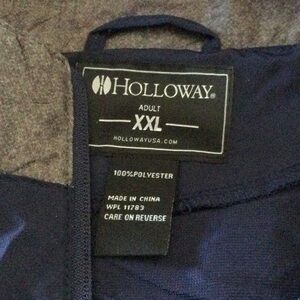 HOLLOWAY®
ADULT
XXL
HOLLOWAYUSA.COM
100%POLYESTER
MADE IN CHINA
WPL 11783
CARE ON REVERSE